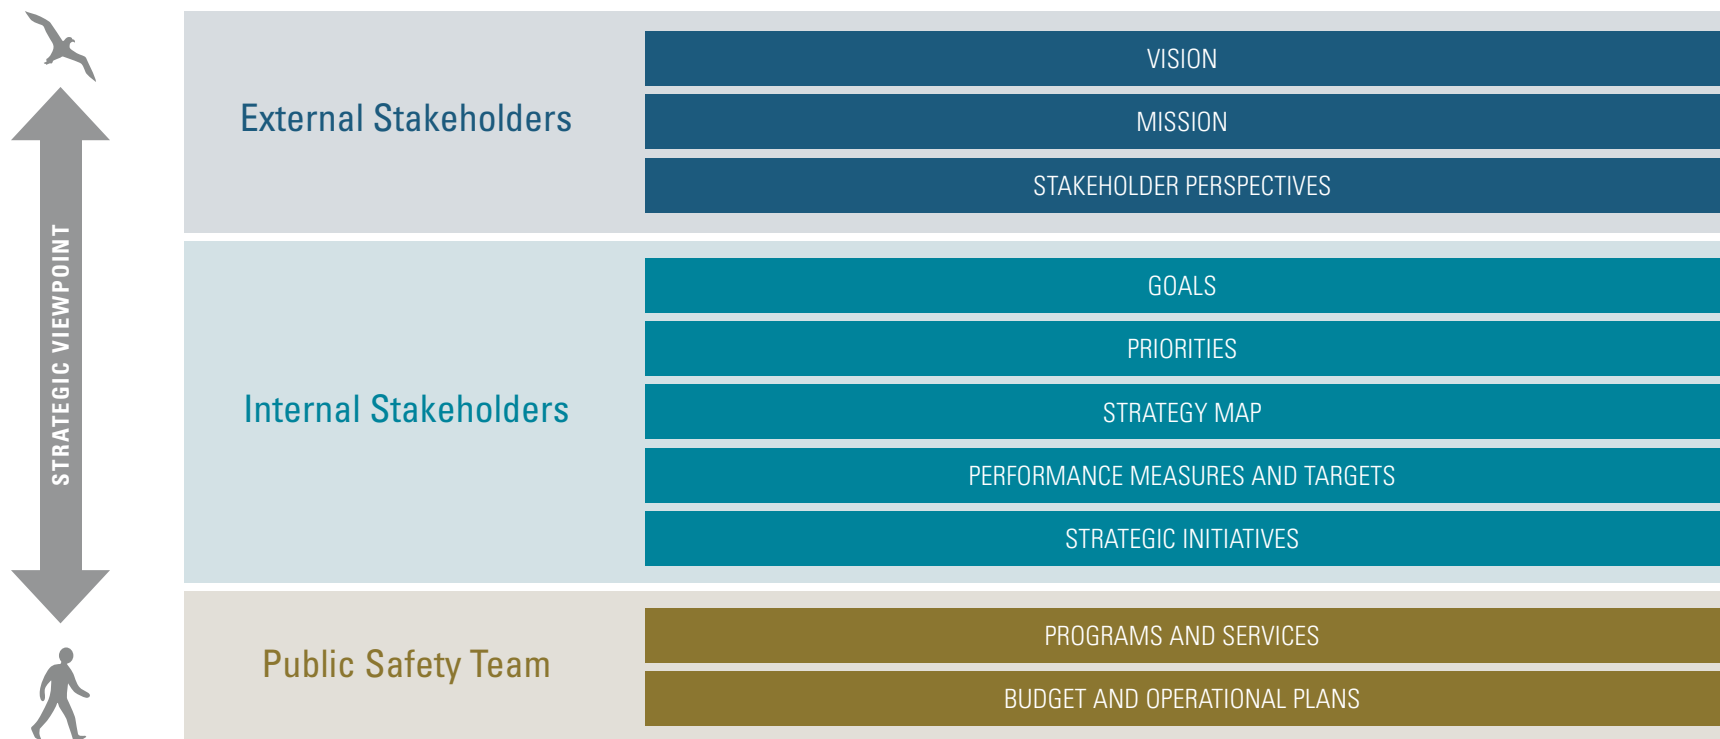 External Stakeholders
VISION
MISSION
STAKEHOLDER PERSPECTIVES
STRATEGIC VIEWPOINT
Internal Stakeholders
GOALS
PRIORITIES
STRATEGY MAP
PERFORMANCE MEASURES AND TARGETS
STRATEGIC INITIATIVES
Public Safety Team
PROGRAMS AND SERVICES
BUDGET AND OPERATIONAL PLANS